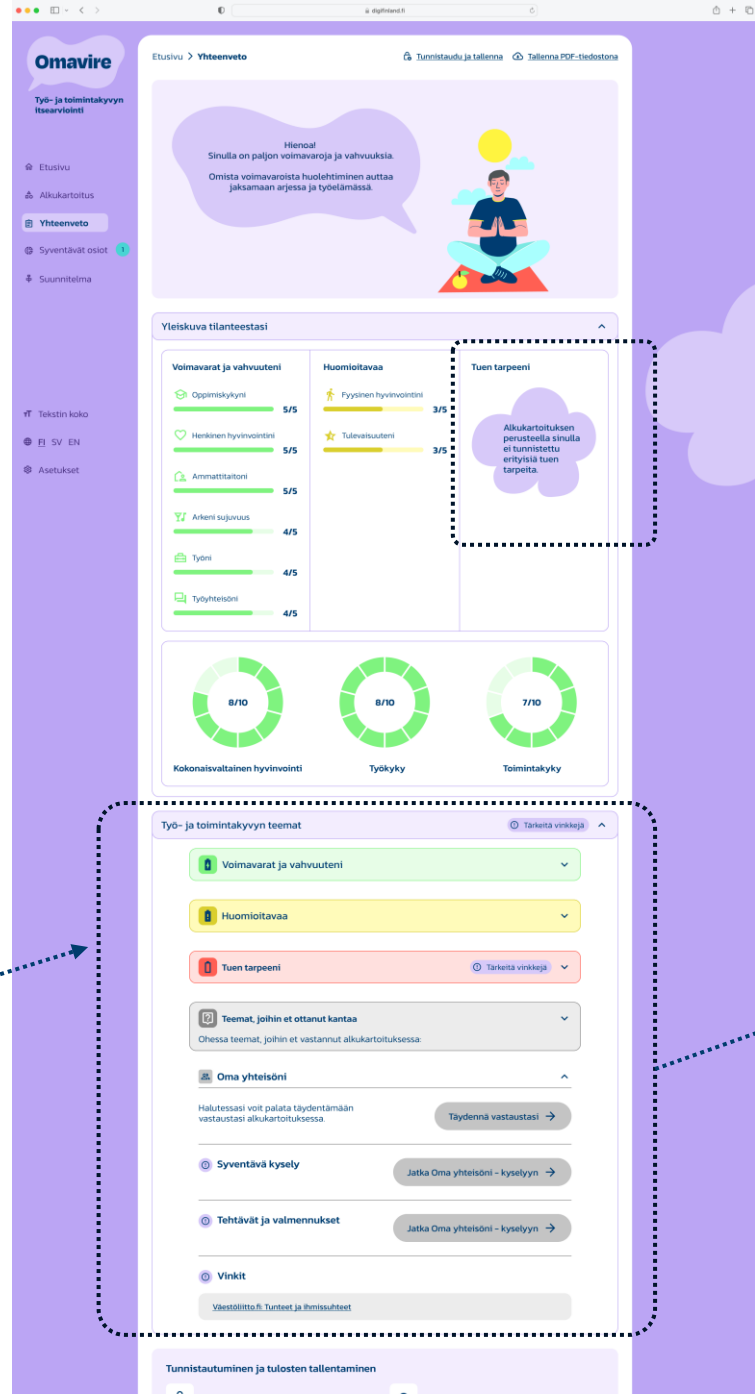 digifinland.fi
Omavire
Työ- ja toimintakyvyn
itsearviointi
Etusivu
Alkukartoitus
Yhteenveto
Syventävät osiot 1
Suunnitelma
Tekstin koko
FI SV EN
Asetukset
Etusivu > Yhteenveto
Tunnistaudu ja tallenna
Tallenna PDF-tiedostona
Hienoa!
Sinulla on paljon voimavaroja ja vahvuuksia.
Omista voimavaroista huolehtiminen auttaa
jaksamaan arjessa ja työelämässä.
Yleiskuva tilanteestasi
Voimavarat ja vahvuuteni
Oppimiskykyni
5/5
Henkinen hyvinvointini
5/5
Ammattitaitoni
5/5
Arkeni sujuvuus
4/5
Työni
4/5
Työyhteisöni
4/5
Huomioitavaa
Fyysinen hyvinvointini
3/5
Tulevaisuuteni
3/5
Tuen tarpeeni
Alkukartoituksen
perusteella sinulla
ei tunnistettu
erityisiä tuen
tarpeita.
8/10
Kokonaisvaltainen hyvinvointi
8/10
Työkyky
7/10
Toimintakyky
Työ- ja toimintakyvyn teemat
Tärkeitä vinkkejä
Voimavarat ja vahvuuteni
Huomioitavaa
Tuen tarpeeni
Tärkeitä vinkkejä
Teemat, joihin et ottanut kantaa
Ohessa teemat, joihin et vastannut alkukartoituksessa:
Oma yhteisöni
Halutessasi voit palata täydentämään
vastaustasi alkukartoituksessa.
Täydennä vastaustasi
Syventävä kysely
Jatka Oma yhteisöni - kyselyyn
Tehtävät ja valmennukset
Jatka Oma yhteisöni - kyselyyn
Vinkit
Väestöliitto.fi: Tunteet ja ihmissuhteet
Tunnistautuminen ja tulosten tallentaminen